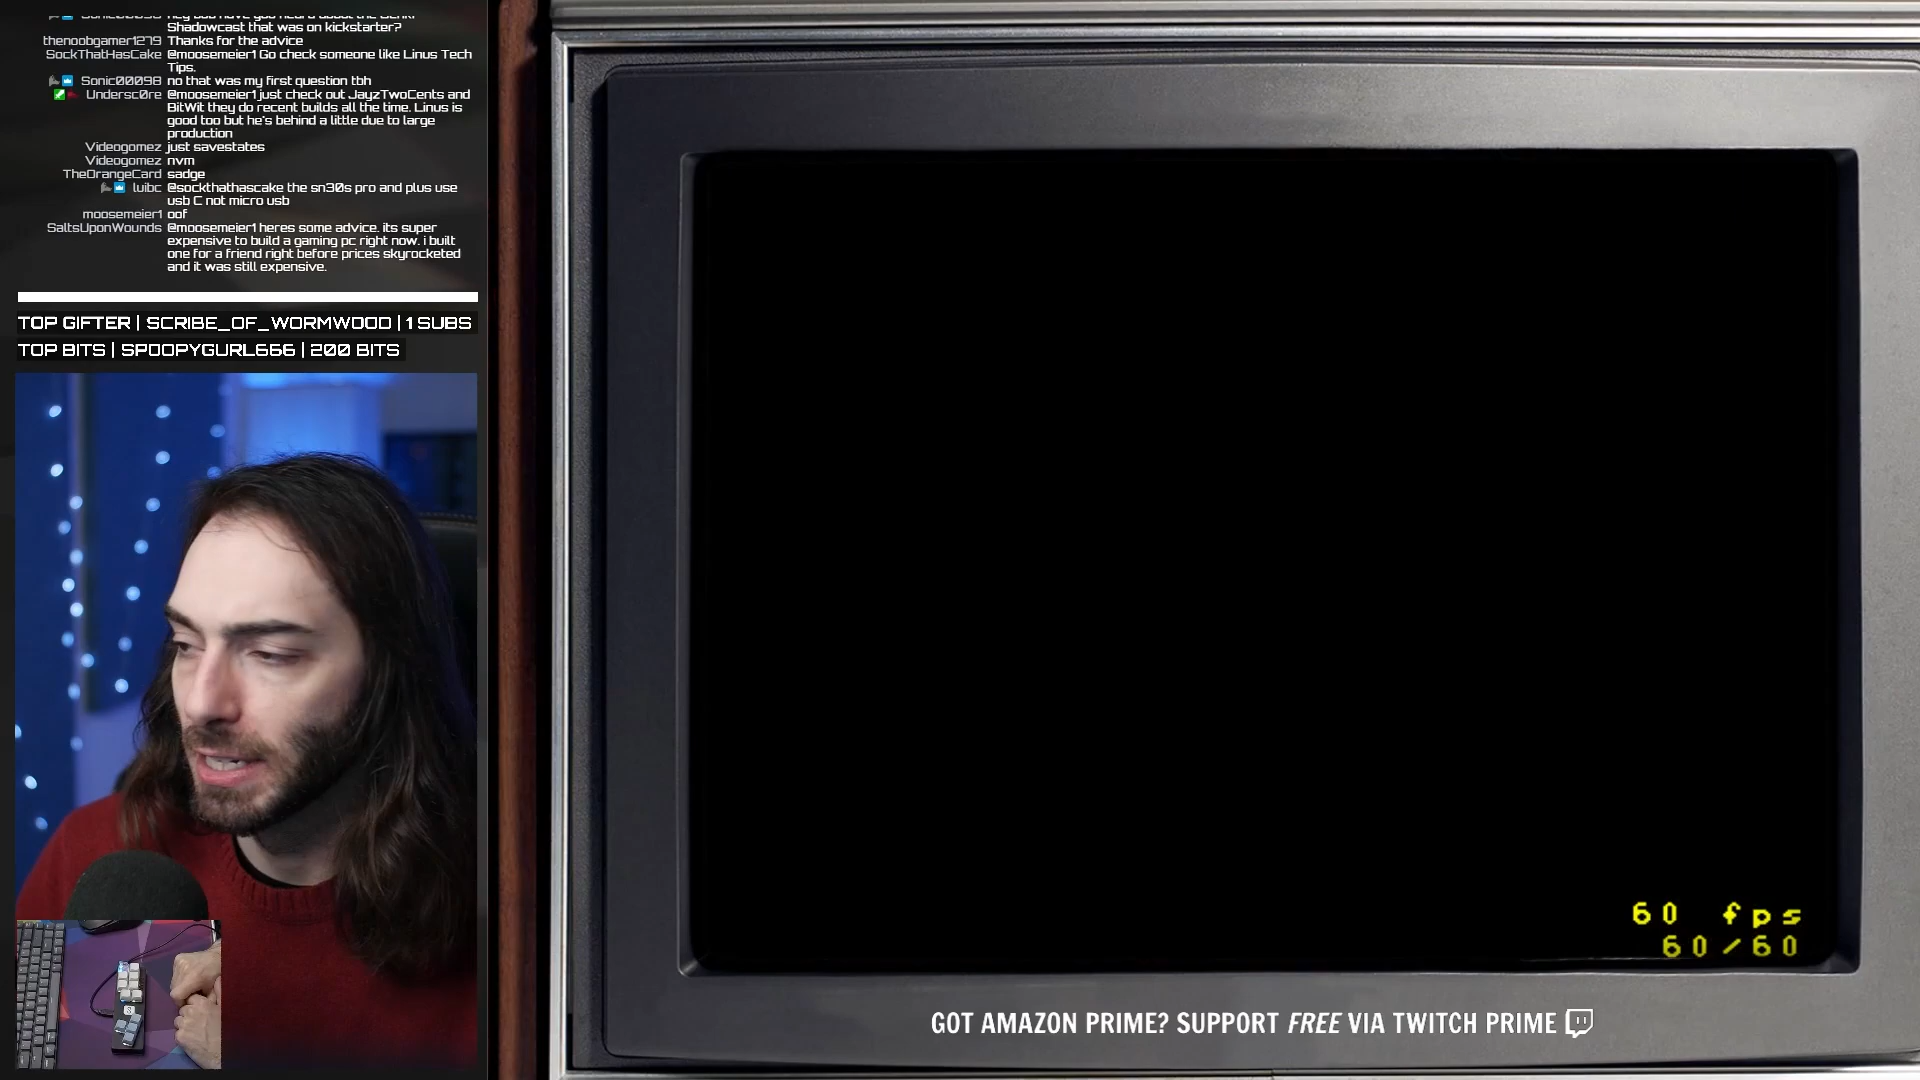 Shadowcast that was on kickstarter?
thenoobgamer1279 Thanks for the advice
SockThatHasCake @moosemeier1 Go check someone like Linus Tech
Tips.
Sonic00098 no that was my first question tbh
Undersc0re @moosemeier1 just check out JayzTwoCents and
BitWit they do recent builds all the time. Linus is
good too but he's behind a little due to large
production
Videogomez just savestates
Videogomez nvm
TheOrangeCard sadge
luibc @sockthathascake the sn30s pro and plus use
usb C not micro usb
moosemeier1 oof
SaltsUponWounds @moosemeier1 heres some advice. its super
expensive to build a gaming pc right now. i built
one for a friend right before prices skyrocketed
and it was still expensive.
TOP GIFTER | SCRIBE_OF_WORMWOOD | 1 SUBS
TOP BITS | SPOOPYGURL666 | 200 BITS
60 fps
60/60
GOT AMAZON PRIME? SUPPORT FREE VIA TWITCH PRIME